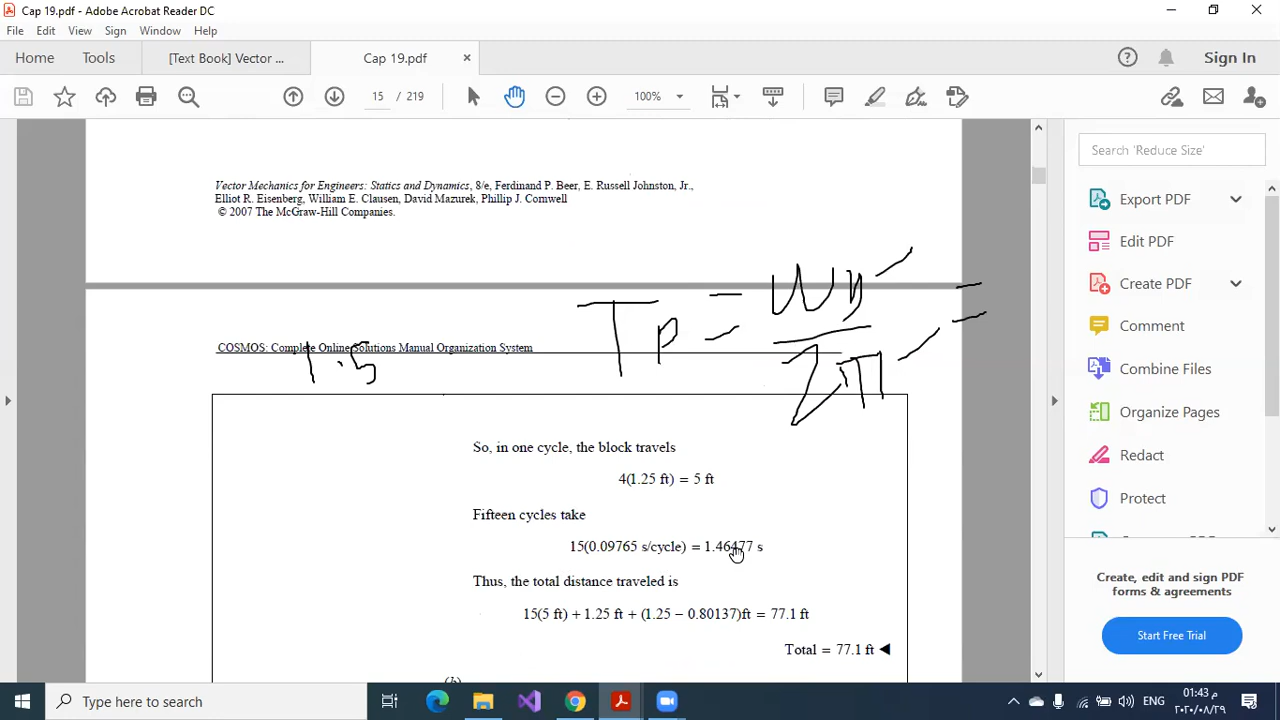 Cap 19.pdf - Adobe Acrobat Reader DC
File Edit View Sign Window Help
Home Tools [Text Book] Vector ... Cap 19.pdf × Sign In
15 / 219 100%
Vector Mechanics for Engineers: Statics and Dynamics, 8/e, Ferdinand P. Beer, E. Russell Johnston, Jr.,
Elliot R. Eisenberg, William E. Clausen, David Mazurek, Phillip J. Cornwell
© 2007 The McGraw-Hill Companies.
COSMOS: Complete Online Solutions Manual Organization System
1.5
So, in one cycle, the block travels
4(1.25 ft) = 5 ft
Fifteen cycles take
15(0.09765 s/cycle) = 1.46477 s
Thus, the total distance traveled is
15(5 ft) + 1.25 ft + (1.25 − 0.80137)ft = 77.1 ft
Total = 77.1 ft ◀
Search 'Reduce Size'
Export PDF
Edit PDF
Create PDF
Comment
Combine Files
Organize Pages
Redact
Protect
Create, edit and sign PDF
forms & agreements
Start Free Trial
Type here to search
ENG
م 01:43
٢٠٢٠/٠٨/٢٩